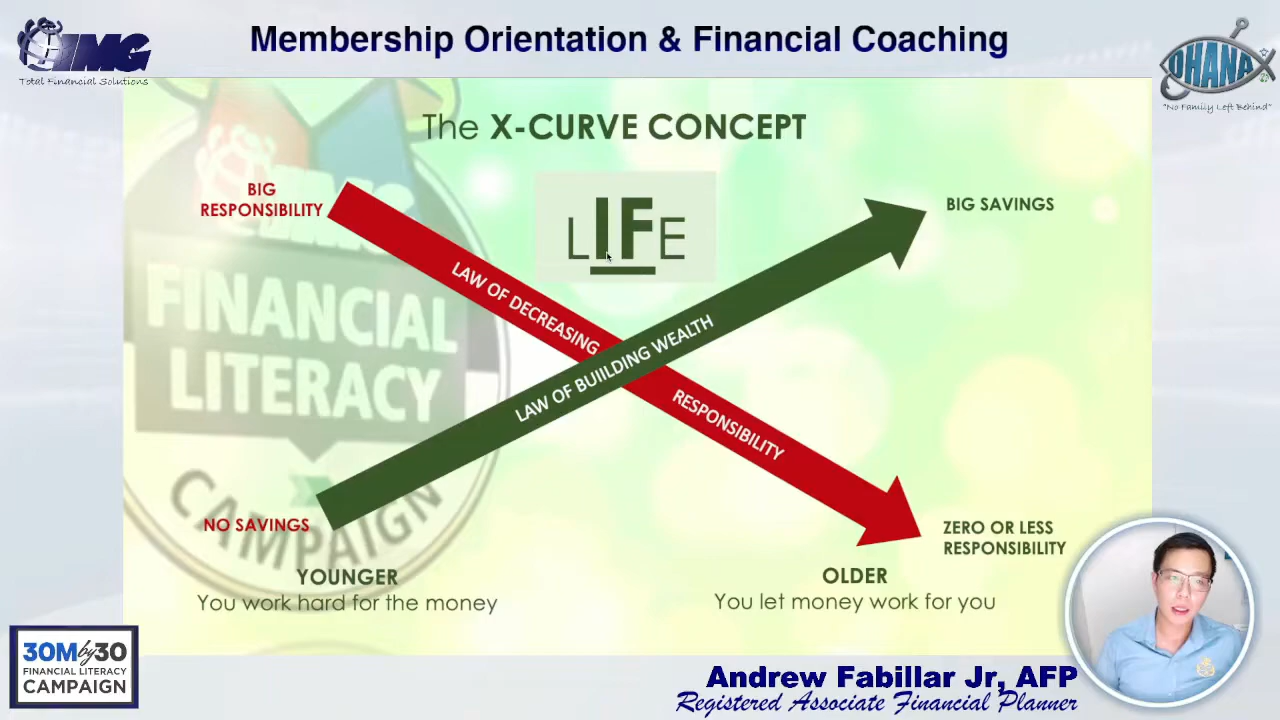 IMG
Total Financial Solutions
Membership Orientation & Financial Coaching
OHANA
"No Family Left Behind"
The X-CURVE CONCEPT
BIG
RESPONSIBILITY
LIFE
BIG SAVINGS
LAW OF DECREASING RESPONSIBILITY
LAW OF BUIILDING WEALTH
FINANCIAL
LITERACY
CAMPAIGN
NO SAVINGS
ZERO OR LESS
RESPONSIBILITY
YOUNGER
You work hard for the money
OLDER
You let money work for you
30M by 30
FINANCIAL LITERACY
CAMPAIGN
Andrew Fabillar Jr, AFP
Registered Associate Financial Planner